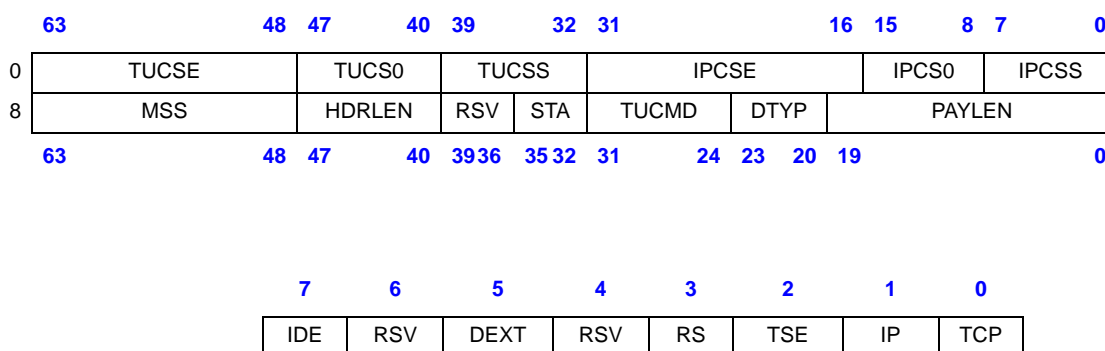 63 48 47 40 39 32 31 16 15 8 7 0
0 TUCSE TUCS0 TUCSS IPCSE IPCS0 IPCSS
8 MSS HDRLEN RSV STA TUCMD DTYP PAYLEN
63 48 47 40 39 36 35 32 31 24 23 20 19 0
7 6 5 4 3 2 1 0
IDE RSV DEXT RSV RS TSE IP TCP